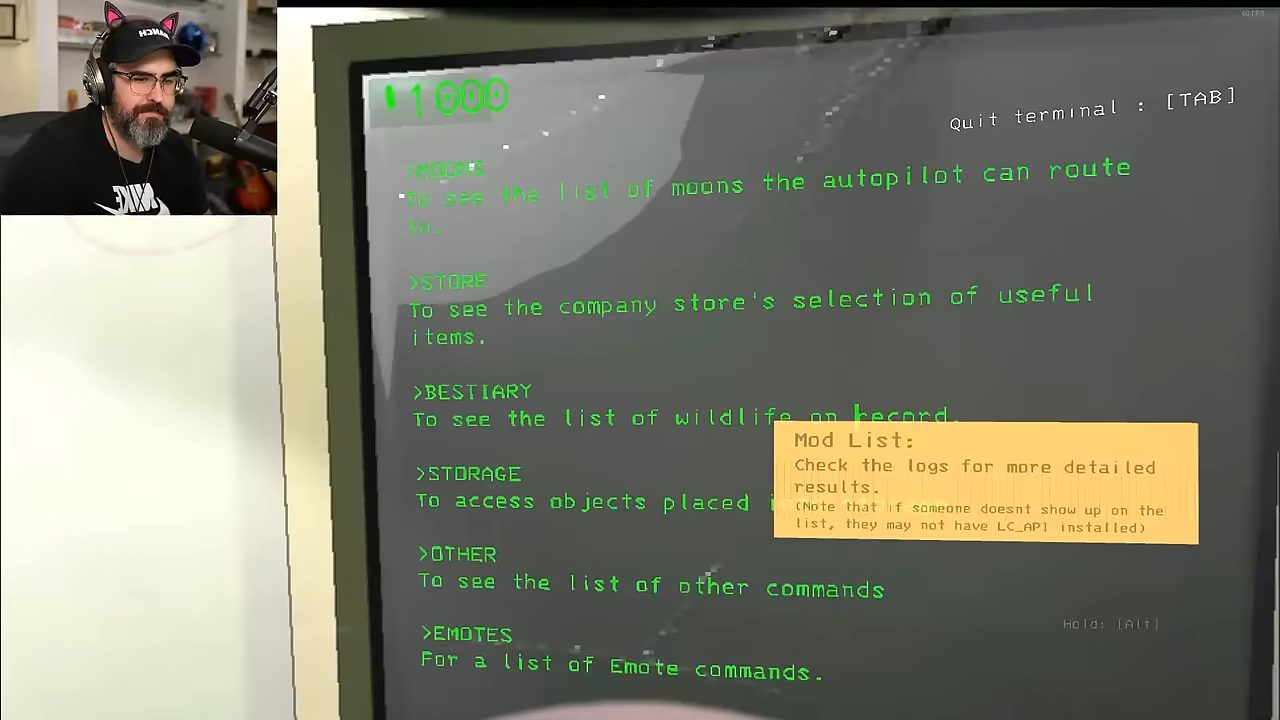 60 FPS
1000
Quit terminal : [TAB]
>MOONS
To see the list of moons the autopilot can route
to.
>STORE
To see the company store's selection of useful
items.
>BESTIARY
To see the list of wildlife on record.
>STORAGE
To access objects placed
>OTHER
To see the list of other commands
>EMOTES
For a list of Emote commands.
Mod List:
Check the logs for more detailed
results.
(Note that if someone doesnt show up on the
list, they may not have LC_API installed)
Hold: [Alt]